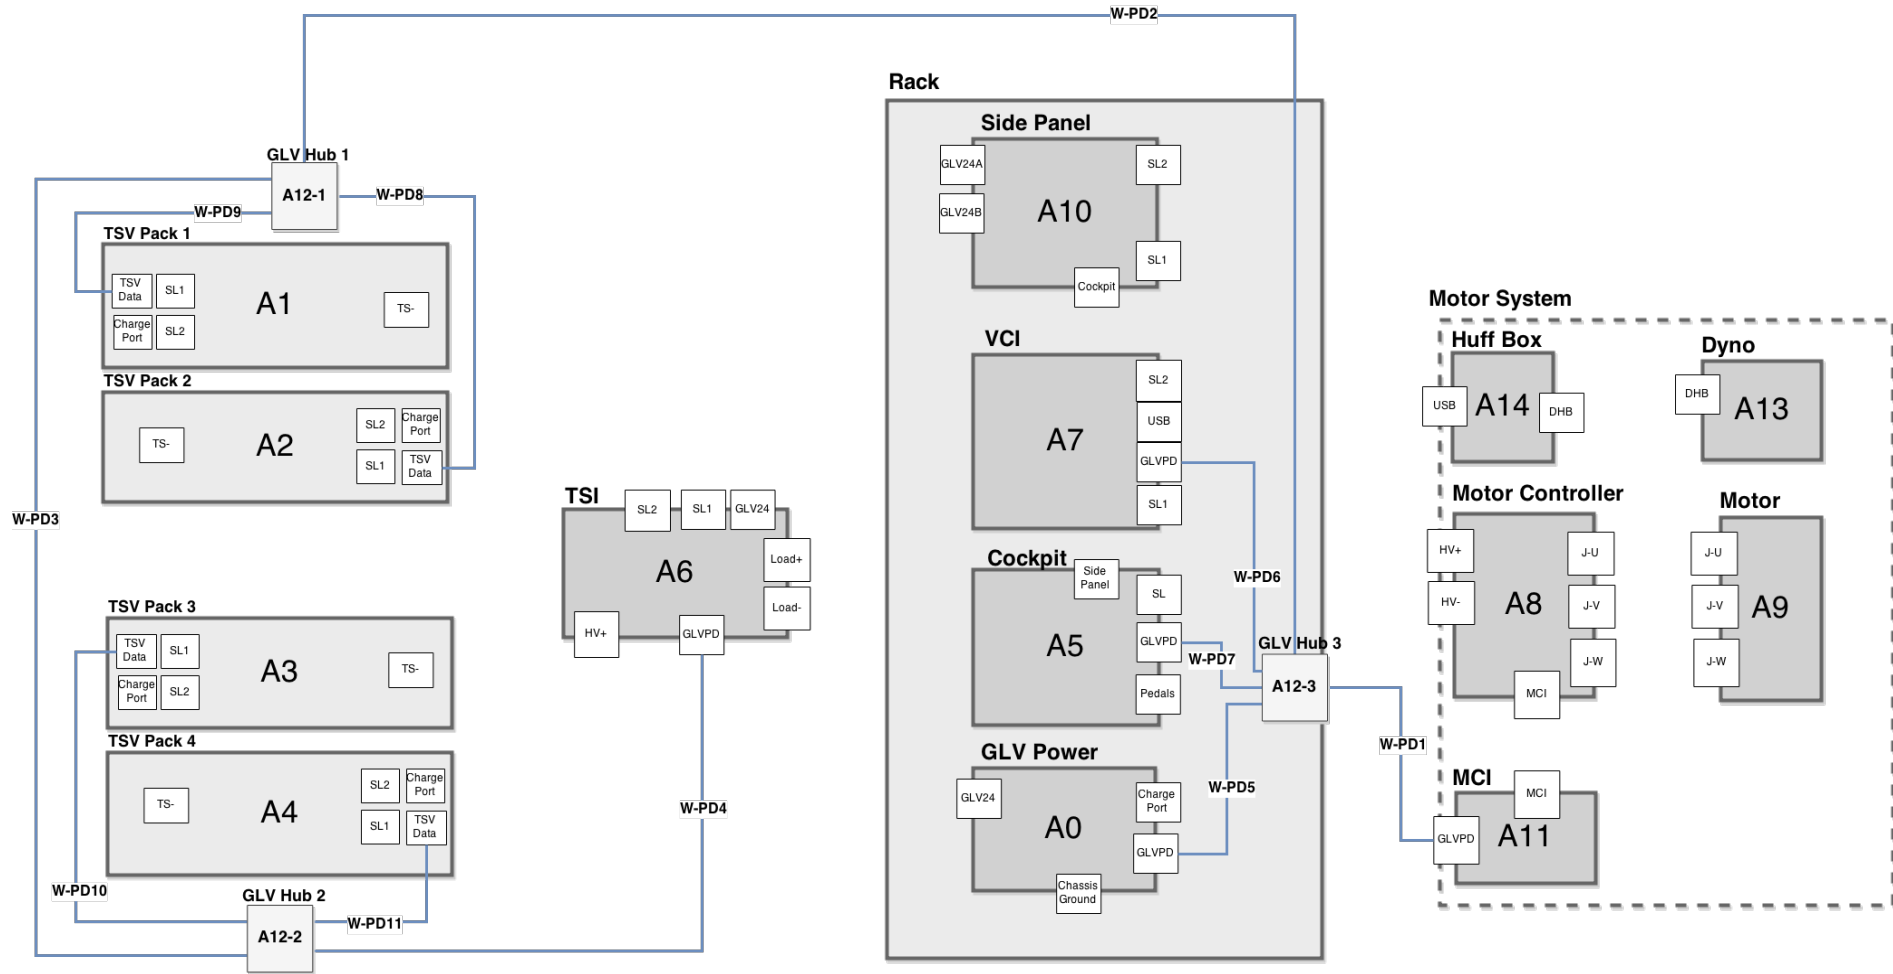 W-PD2
Rack
Side Panel
GLV24A
SL2
GLV24B
A10
SL1
Cockpit
GLV Hub 1
A12-1
W-PD8
W-PD9
TSV Pack 1
TSV
Data
SL1
A1
TS-
Charge
Port
SL2
TSV Pack 2
TS-
A2
SL2
Charge
Port
SL1
TSV
Data
W-PD3
VCI
SL2
USB
A7
GLVPD
SL1
TSI
SL2
SL1
GLV24
A6
Load+
Load-
HV+
GLVPD
Cockpit
Side
Panel
SL
A5
GLVPD
Pedals
W-PD6
W-PD7
GLV Hub 3
A12-3
TSV Pack 3
TSV
Data
SL1
A3
TS-
Charge
Port
SL2
TSV Pack 4
TS-
A4
SL2
Charge
Port
SL1
TSV
Data
W-PD4
W-PD10
GLV Hub 2
A12-2
W-PD11
GLV Power
GLV24
A0
Charge
Port
GLVPD
Chassis
Ground
W-PD5
W-PD1
Motor System
Huff Box
USB
A14
DHB
Dyno
DHB
A13
Motor Controller
HV+
HV-
A8
J-U
J-V
J-W
MCI
Motor
J-U
J-V
J-W
A9
MCI
MCI
GLVPD
A11